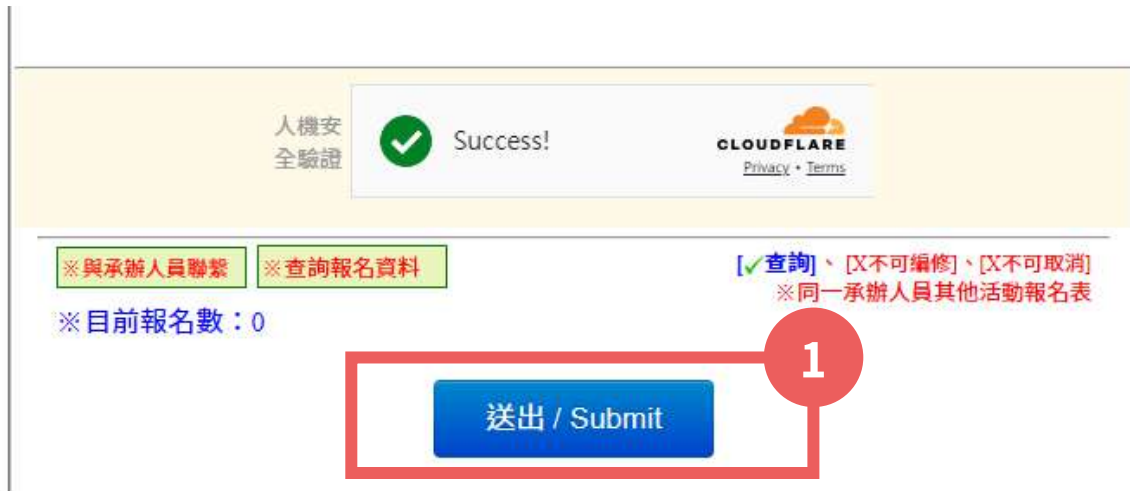 人機安
全驗證
Success!
CLOUDFLARE
Privacy • Terms
※與承辦人員聯繫
※查詢報名資料
[✓查詢]、[X不可編修]、[X不可取消]
※同一承辦人員其他活動報名表
※目前報名數：0
1
送出 / Submit